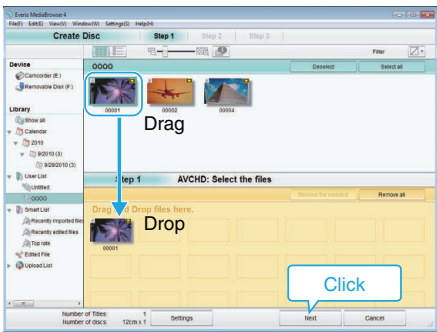 Everio MediaBrowser 4
File(F) Edit(E) View(V) Window(W) Settings(S) Help(H)
Create Disc Step 1 Step 2 Step 3
Filter
Device
Camcorder (E:)
Removable Disk (F:)
Library
Show all
Calendar
2010
9/2010 (3)
9/28/2010 (3)
User List
Untitled
0000
Smart List
Recently imported files
Recently edited files
Top rate
Edited File
Upload List
0000 Deselect Select all
00001 00002 00004
Drag
Step 1 AVCHD: Select the files
Remove the selected Remove all
Drag and Drop files here.
Drop
00001
Click
Number of Titles: 1
Number of discs: 12cm x 1
Settings Next Cancel